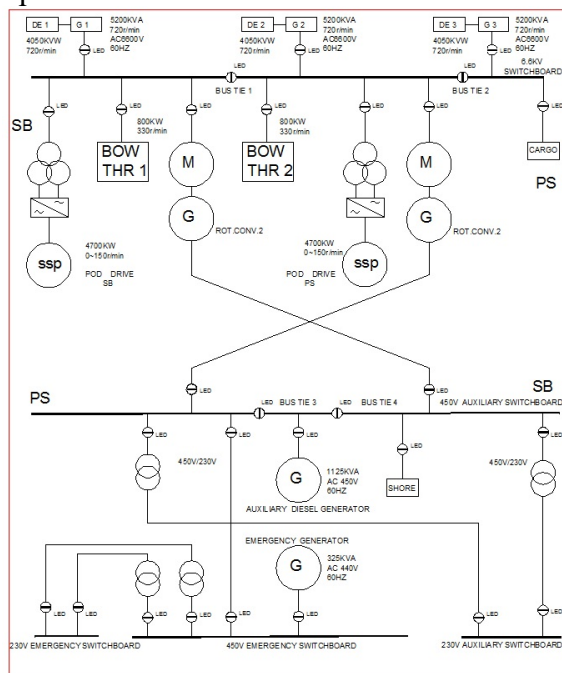 DE 1
G 1
5200KVA
720r/min
AC6600V
60HZ
4050KVW
720r/min
LED
DE 2
G 2
5200KVA
720r/min
AC6600V
60HZ
4050KVW
720r/min
LED
DE 3
G 3
5200KVA
720r/min
AC6600V
60HZ
4050KVW
720r/min
LED
LED
LED
BUS TIE 1
BUS TIE 2
6.6KV
SWITCHBOARD
LED
LED
LED
LED
LED
LED
LED
SB
800KW
330r/min
BOW
THR 1
M
800KW
330r/min
BOW
THR 2
M
CARGO
PS
G
ROT.CONV.2
G
ROT.CONV.2
ssp
4700KW
0~150r/min
POD DRIVE
SB
ssp
4700KW
0~150r/min
POD DRIVE
PS
LED
LED
PS
SB
LED
BUS TIE 3
LED
BUS TIE 4
450V AUXILIARY SWITCHBOARD
LED
LED
LED
LED
LED
450V/230V
450V/230V
G
1125KVA
AC 450V
60HZ
SHORE
AUXILIARY DIESEL GENERATOR
EMERGENCY GENERATOR
G
325KVA
AC 440V
60HZ
LED
LED
LED
LED
LED
LED
LED
LED
230V EMERGENCY SWITCHBOARD
450V EMERGENCY SWITCHBOARD
230V AUXILIARY SWITCHBOARD